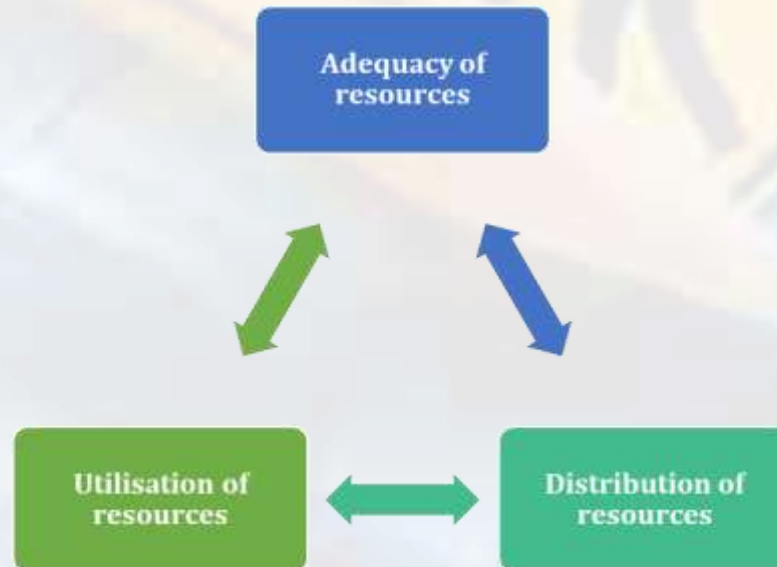 Adequacy of
resources
Utilisation of
resources
Distribution of
resources